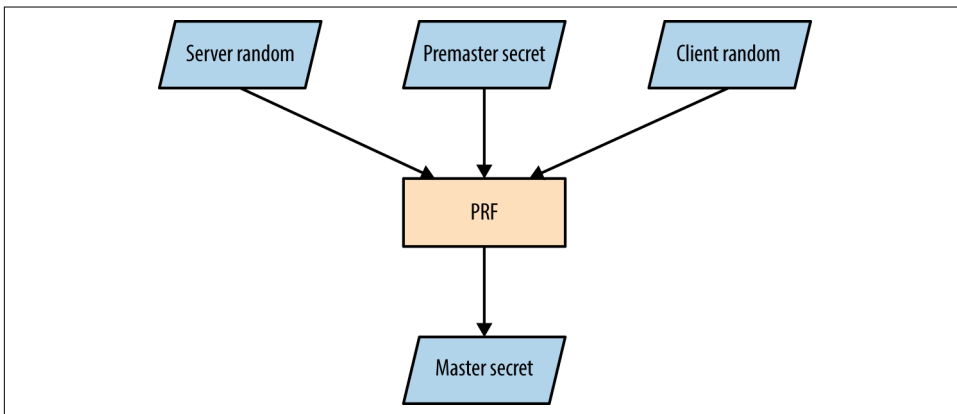 Server random
Premaster secret
Client random
PRF
Master secret